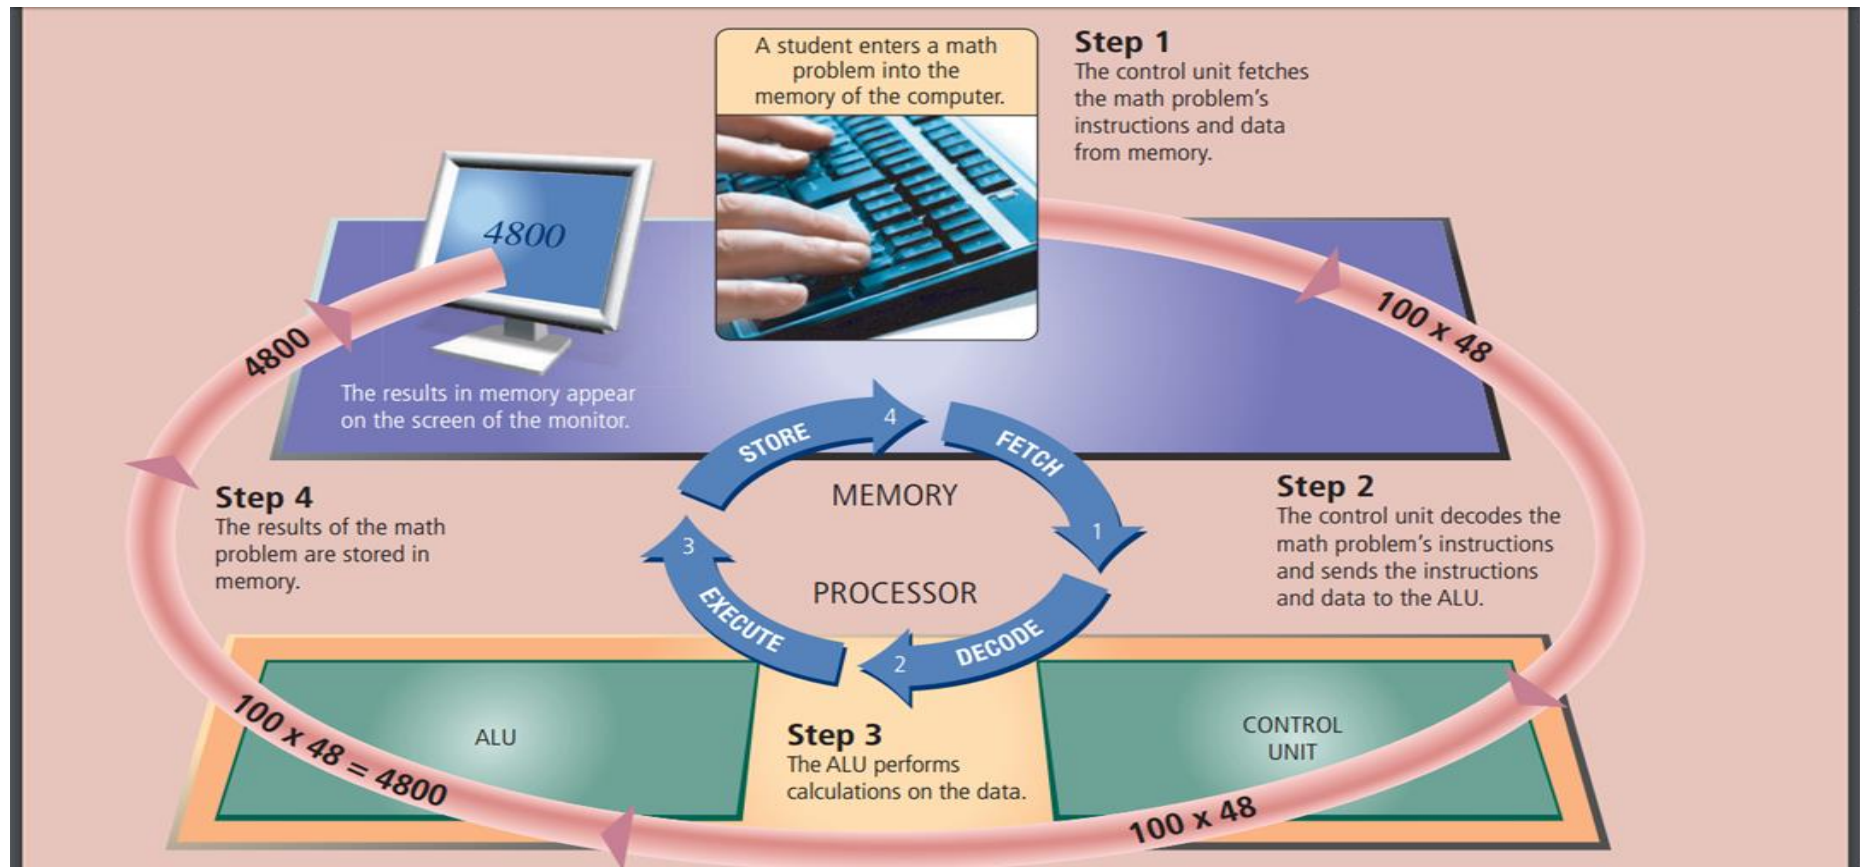 A student enters a math
problem into the
memory of the computer.
Step 1
The control unit fetches
the math problem's
instructions and data
from memory.
4800
100 x 48
4800
The results in memory appear
on the screen of the monitor.
STORE 4
FETCH
1
MEMORY
Step 2
The control unit decodes the
math problem's instructions
and sends the instructions
and data to the ALU.
Step 4
The results of the math
problem are stored in
memory.
3
EXECUTE
PROCESSOR
DECODE
2
ALU
CONTROL
UNIT
Step 3
The ALU performs
calculations on the data.
100 x 48 = 4800
100 x 48